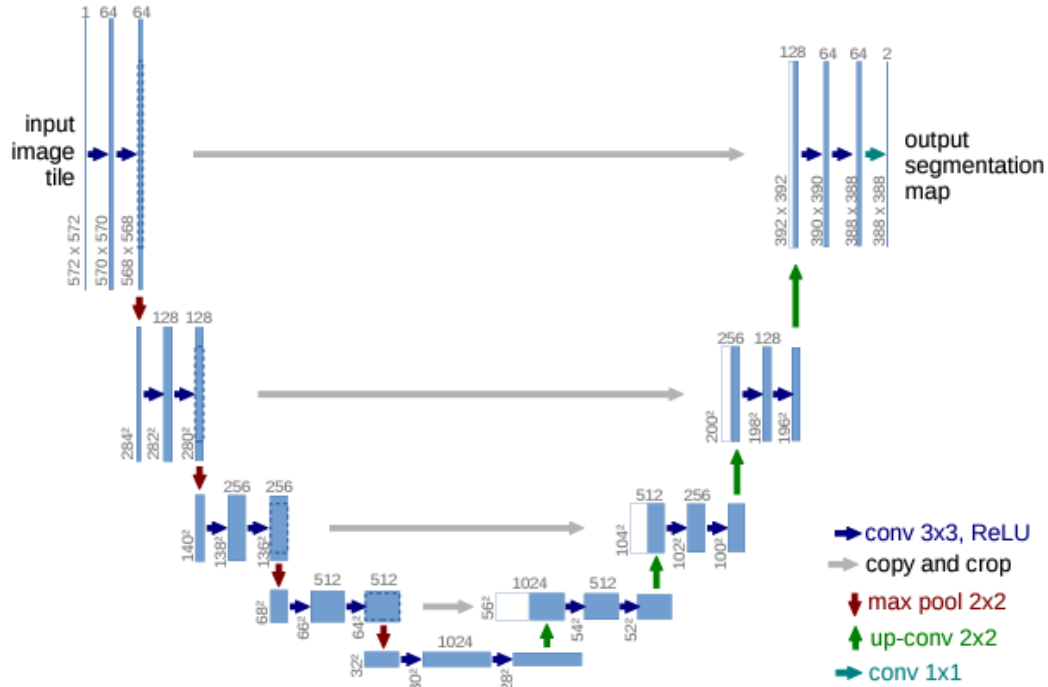 1 64 64
128 64 64 2
input
image
tile
output
segmentation
map
572 x 572
570 x 570
568 x 568
392 x 392
390 x 390
388 x 388
388 x 388
128 128
256 128
284²
282²
280²
200²
198²
196²
256 256
512 256
140²
138²
136²
104²
102²
100²
512 512
1024 512
68²
66²
64²
56²
54²
52²
1024
32²
conv 3x3, ReLU
copy and crop
max pool 2x2
up-conv 2x2
conv 1x1